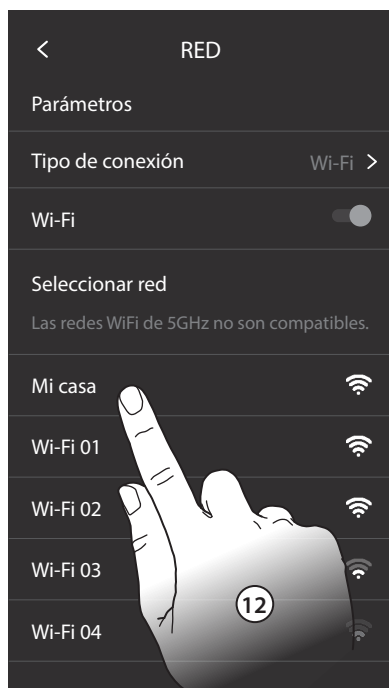 RED
Parámetros
Tipo de conexión Wi-Fi
Wi-Fi
Seleccionar red
Las redes WiFi de 5GHz no son compatibles.
Mi casa
Wi-Fi 01
Wi-Fi 02
Wi-Fi 03
12
Wi-Fi 04